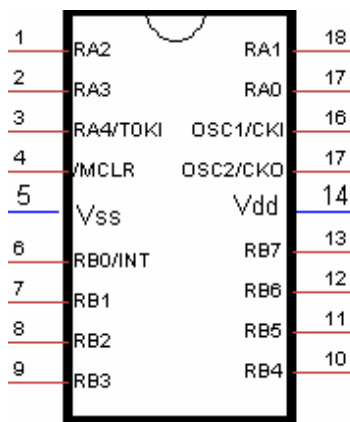 1 RA2 RA1 18
2 RA3 RA0 17
3 RA4/T0KI OSC1/CKI 16
4 /MCLR OSC2/CKO 17
5 Vss Vdd 14
6 RB0/INT RB7 13
7 RB1 RB6 12
8 RB2 RB5 11
9 RB3 RB4 10